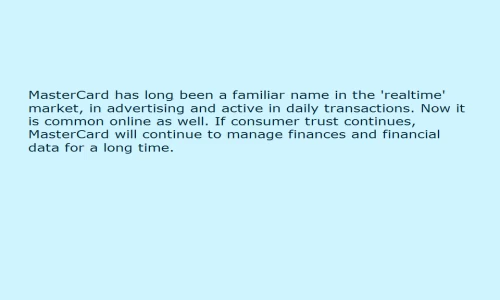 MasterCard has long been a familiar name in the 'realtime'
market, in advertising and active in daily transactions. Now it
is common online as well. If consumer trust continues,
MasterCard will continue to manage finances and financial
data for a long time.